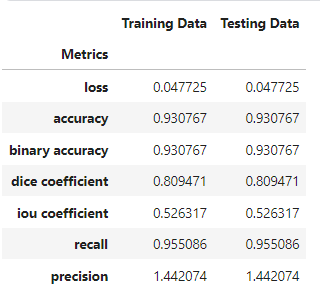 Training Data Testing Data
Metrics
loss 0.047725 0.047725
accuracy 0.930767 0.930767
binary accuracy 0.930767 0.930767
dice coefficient 0.809471 0.809471
iou coefficient 0.526317 0.526317
recall 0.955086 0.955086
precision 1.442074 1.442074